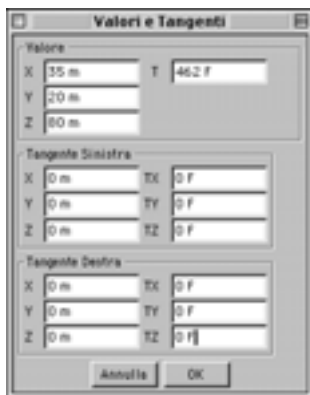 Valori e Tangenti
Valore
X 35 m T 462 F
Y 20 m
Z 80 m
Tangente Sinistra
X 0 m TX 0 F
Y 0 m TY 0 F
Z 0 m TZ 0 F
Tangente Destra
X 0 m TX 0 F
Y 0 m TY 0 F
Z 0 m TZ 0 F
Annulla OK